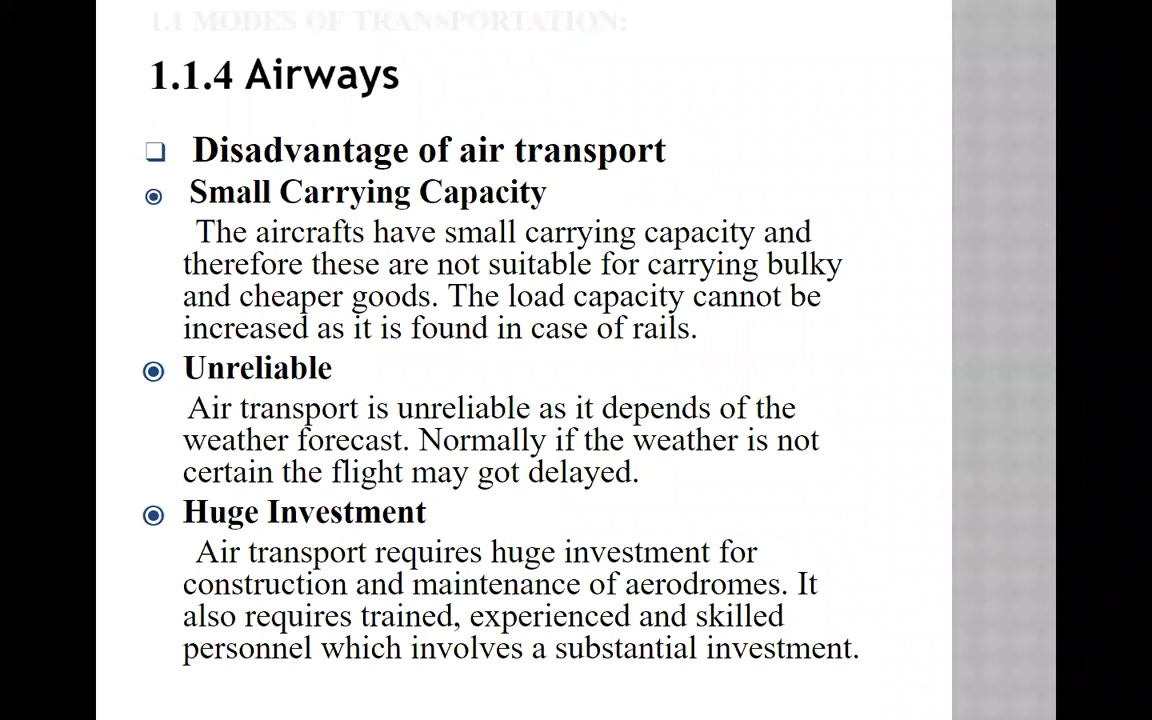 1.1 MODES OF TRANSPORTATION:
1.1.4 Airways
Disadvantage of air transport
Small Carrying Capacity
The aircrafts have small carrying capacity and
therefore these are not suitable for carrying bulky
and cheaper goods. The load capacity cannot be
increased as it is found in case of rails.
Unreliable
Air transport is unreliable as it depends of the
weather forecast. Normally if the weather is not
certain the flight may got delayed.
Huge Investment
Air transport requires huge investment for
construction and maintenance of aerodromes. It
also requires trained, experienced and skilled
personnel which involves a substantial investment.